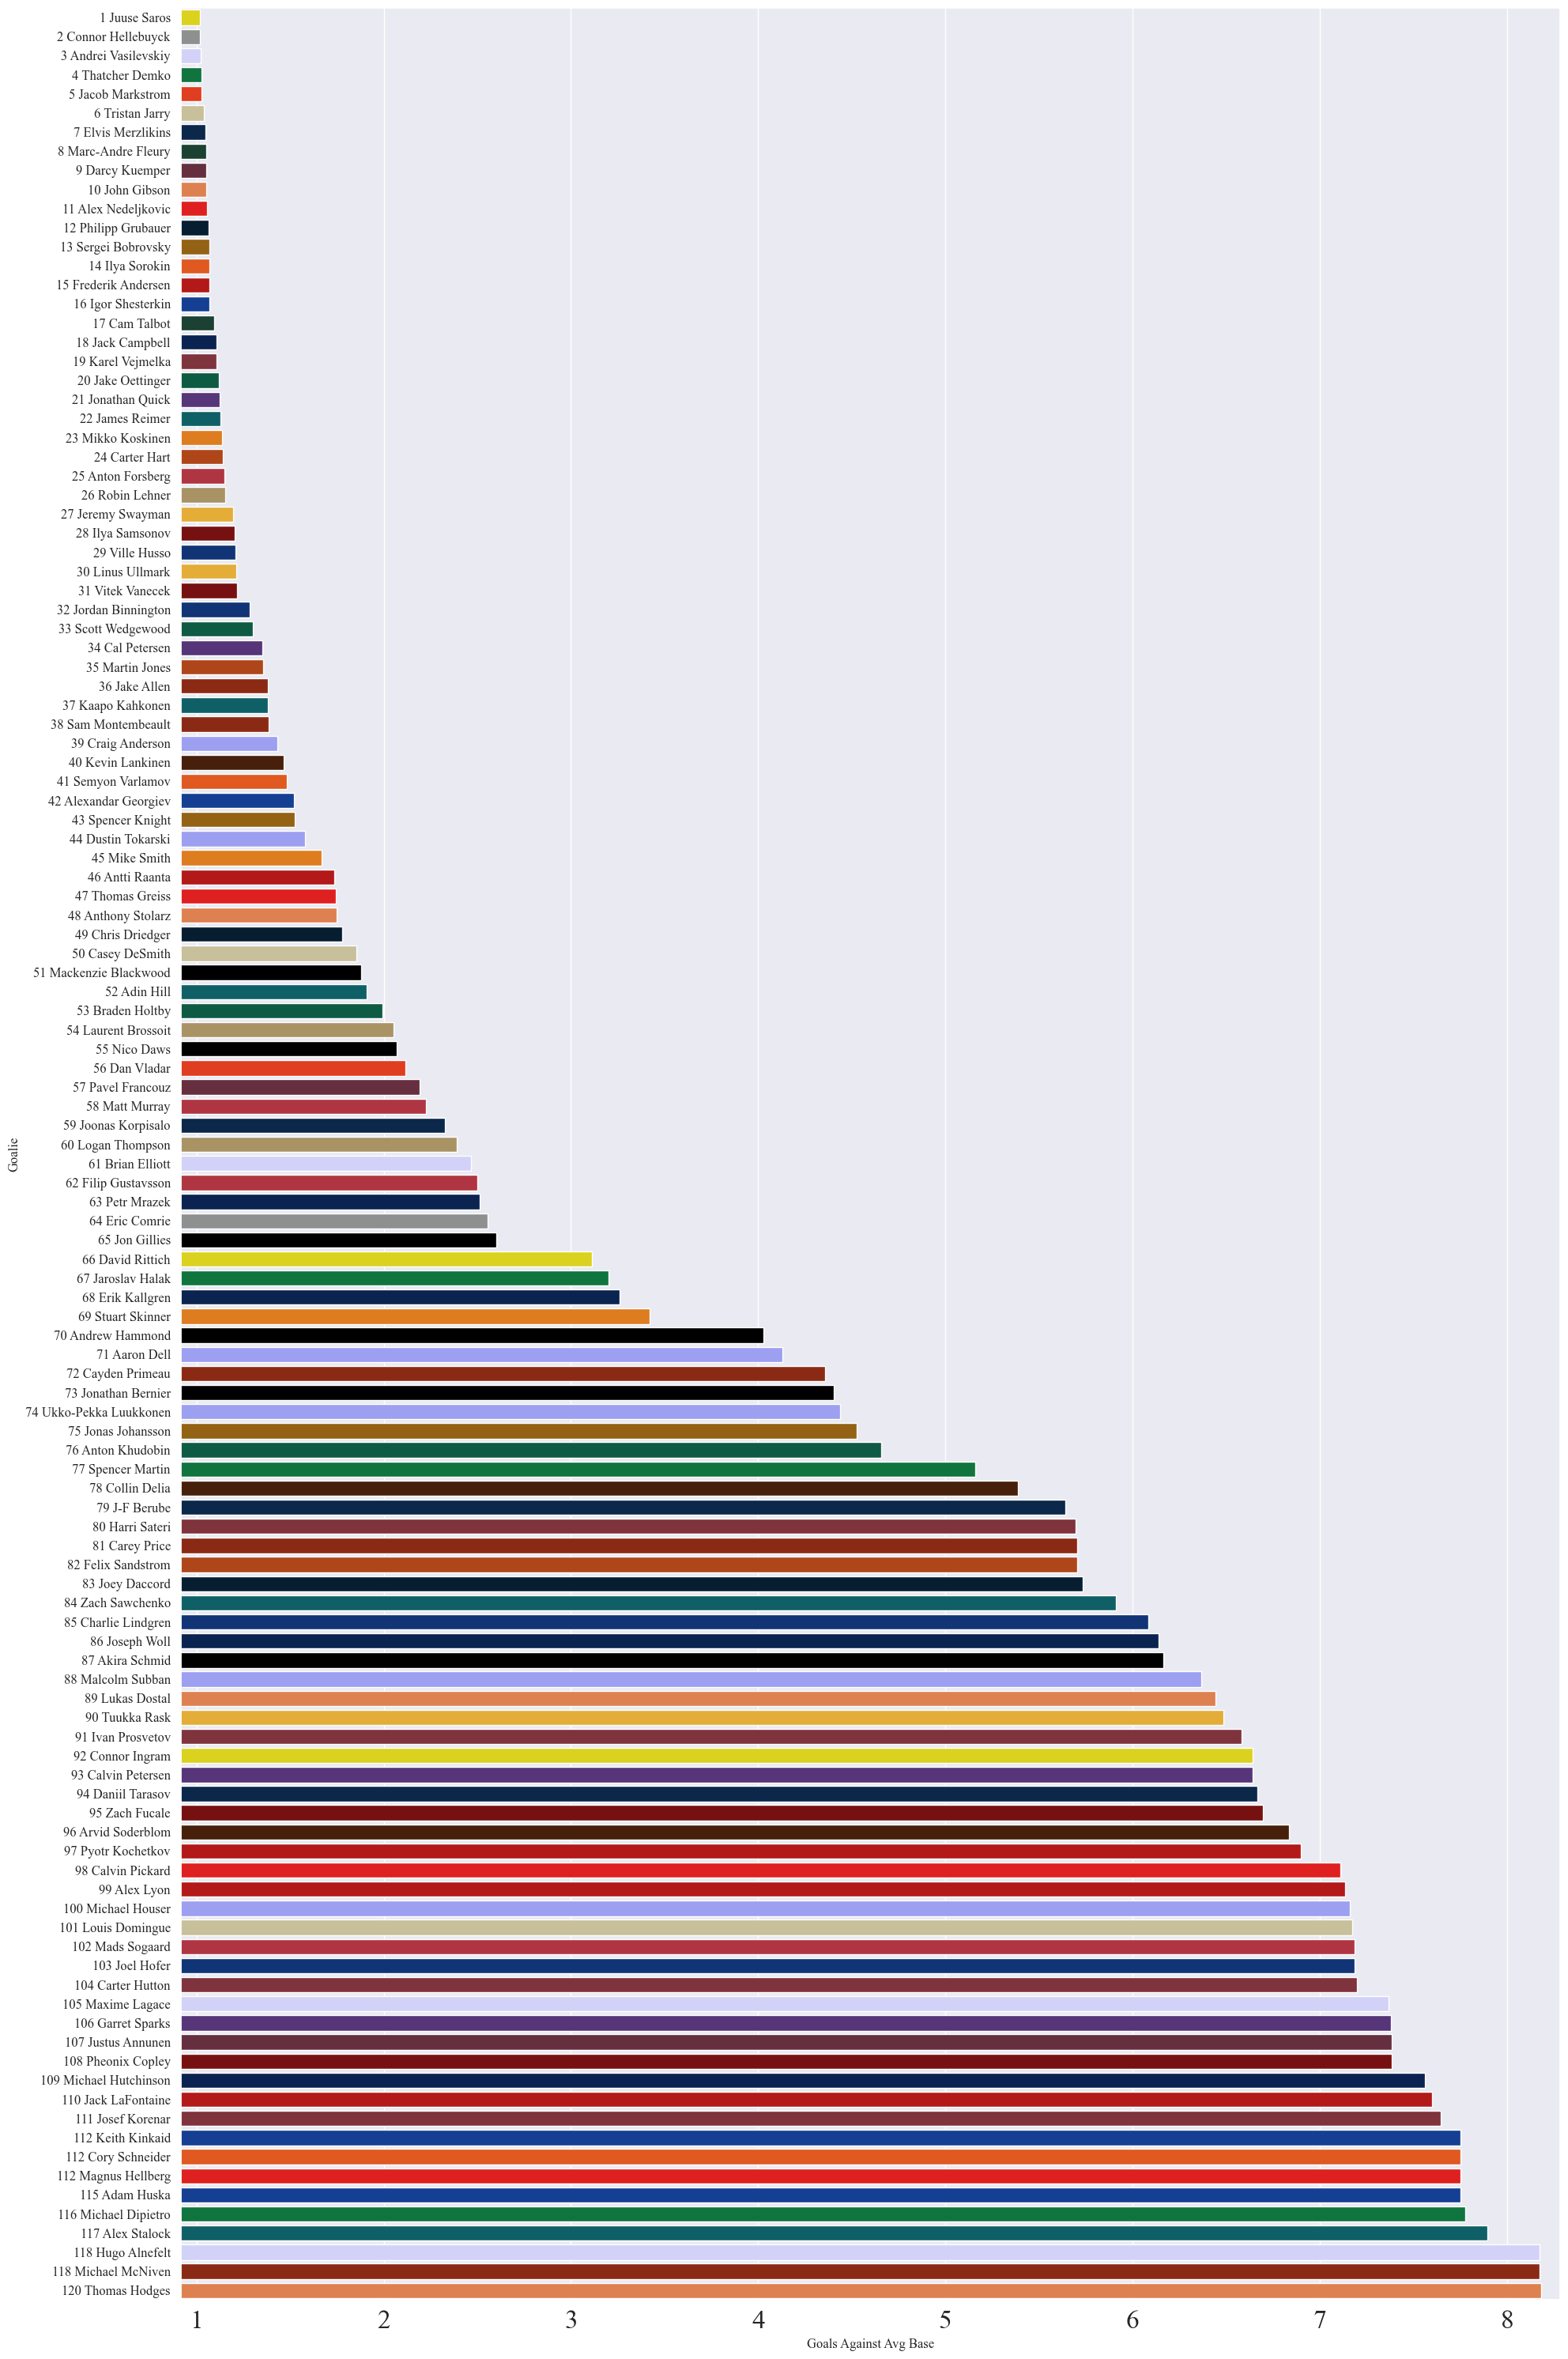 1 Juuse Saros
2 Connor Hellebuyck
3 Andrei Vasilevskiy
4 Thatcher Demko
5 Jacob Markstrom
6 Tristan Jarry
7 Elvis Merzlikins
8 Marc-Andre Fleury
9 Darcy Kuemper
10 John Gibson
11 Alex Nedeljkovic
12 Philipp Grubauer
13 Sergei Bobrovsky
14 Ilya Sorokin
15 Frederik Andersen
16 Igor Shesterkin
17 Cam Talbot
18 Jack Campbell
19 Karel Vejmelka
20 Jake Oettinger
21 Jonathan Quick
22 James Reimer
23 Mikko Koskinen
24 Carter Hart
25 Anton Forsberg
26 Robin Lehner
27 Jeremy Swayman
28 Ilya Samsonov
29 Ville Husso
30 Linus Ullmark
31 Vitek Vanecek
32 Jordan Binnington
33 Scott Wedgewood
34 Cal Petersen
35 Martin Jones
36 Jake Allen
37 Kaapo Kahkonen
38 Sam Montembeault
39 Craig Anderson
40 Kevin Lankinen
41 Semyon Varlamov
42 Alexandar Georgiev
43 Spencer Knight
44 Dustin Tokarski
45 Mike Smith
46 Antti Raanta
47 Thomas Greiss
48 Anthony Stolarz
49 Chris Driedger
50 Casey DeSmith
51 Mackenzie Blackwood
52 Adin Hill
53 Braden Holtby
54 Laurent Brossoit
55 Nico Daws
56 Dan Vladar
57 Pavel Francouz
58 Matt Murray
59 Joonas Korpisalo
60 Logan Thompson
61 Brian Elliott
62 Filip Gustavsson
63 Petr Mrazek
64 Eric Comrie
65 Jon Gillies
66 David Rittich
67 Jaroslav Halak
68 Erik Kallgren
69 Stuart Skinner
70 Andrew Hammond
71 Aaron Dell
72 Cayden Primeau
73 Jonathan Bernier
74 Ukko-Pekka Luukkonen
75 Jonas Johansson
76 Anton Khudobin
77 Spencer Martin
78 Collin Delia
79 J-F Berube
80 Harri Sateri
81 Carey Price
82 Felix Sandstrom
83 Joey Daccord
84 Zach Sawchenko
85 Charlie Lindgren
86 Joseph Woll
87 Akira Schmid
88 Malcolm Subban
89 Lukas Dostal
90 Tuukka Rask
91 Ivan Prosvetov
92 Connor Ingram
93 Calvin Petersen
94 Daniil Tarasov
95 Zach Fucale
96 Arvid Soderblom
97 Pyotr Kochetkov
98 Calvin Pickard
99 Alex Lyon
100 Michael Houser
101 Louis Domingue
102 Mads Sogaard
103 Joel Hofer
104 Carter Hutton
105 Maxime Lagace
106 Garret Sparks
107 Justus Annunen
108 Pheonix Copley
109 Michael Hutchinson
110 Jack LaFontaine
111 Josef Korenar
112 Keith Kinkaid
112 Cory Schneider
112 Magnus Hellberg
115 Adam Huska
116 Michael Dipietro
117 Alex Stalock
118 Hugo Alnefelt
118 Michael McNiven
120 Thomas Hodges
Goalie
1 2 3 4 5 6 7 8
Goals Against Avg Base